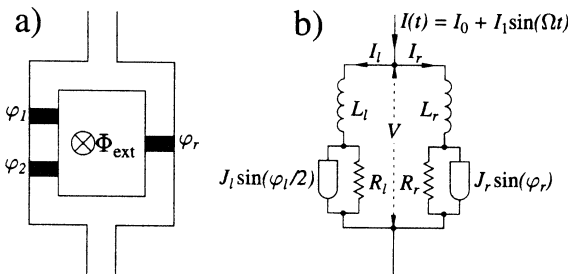 a)
φ₁
φ₂
Φext
φr
b)
I(t) = I₀ + I₁sin(Ωt)
Iₗ Iᵣ
Lₗ Lᵣ
V
Jₗ sin(φₗ/2) Rₗ Rᵣ Jᵣ sin(φᵣ)